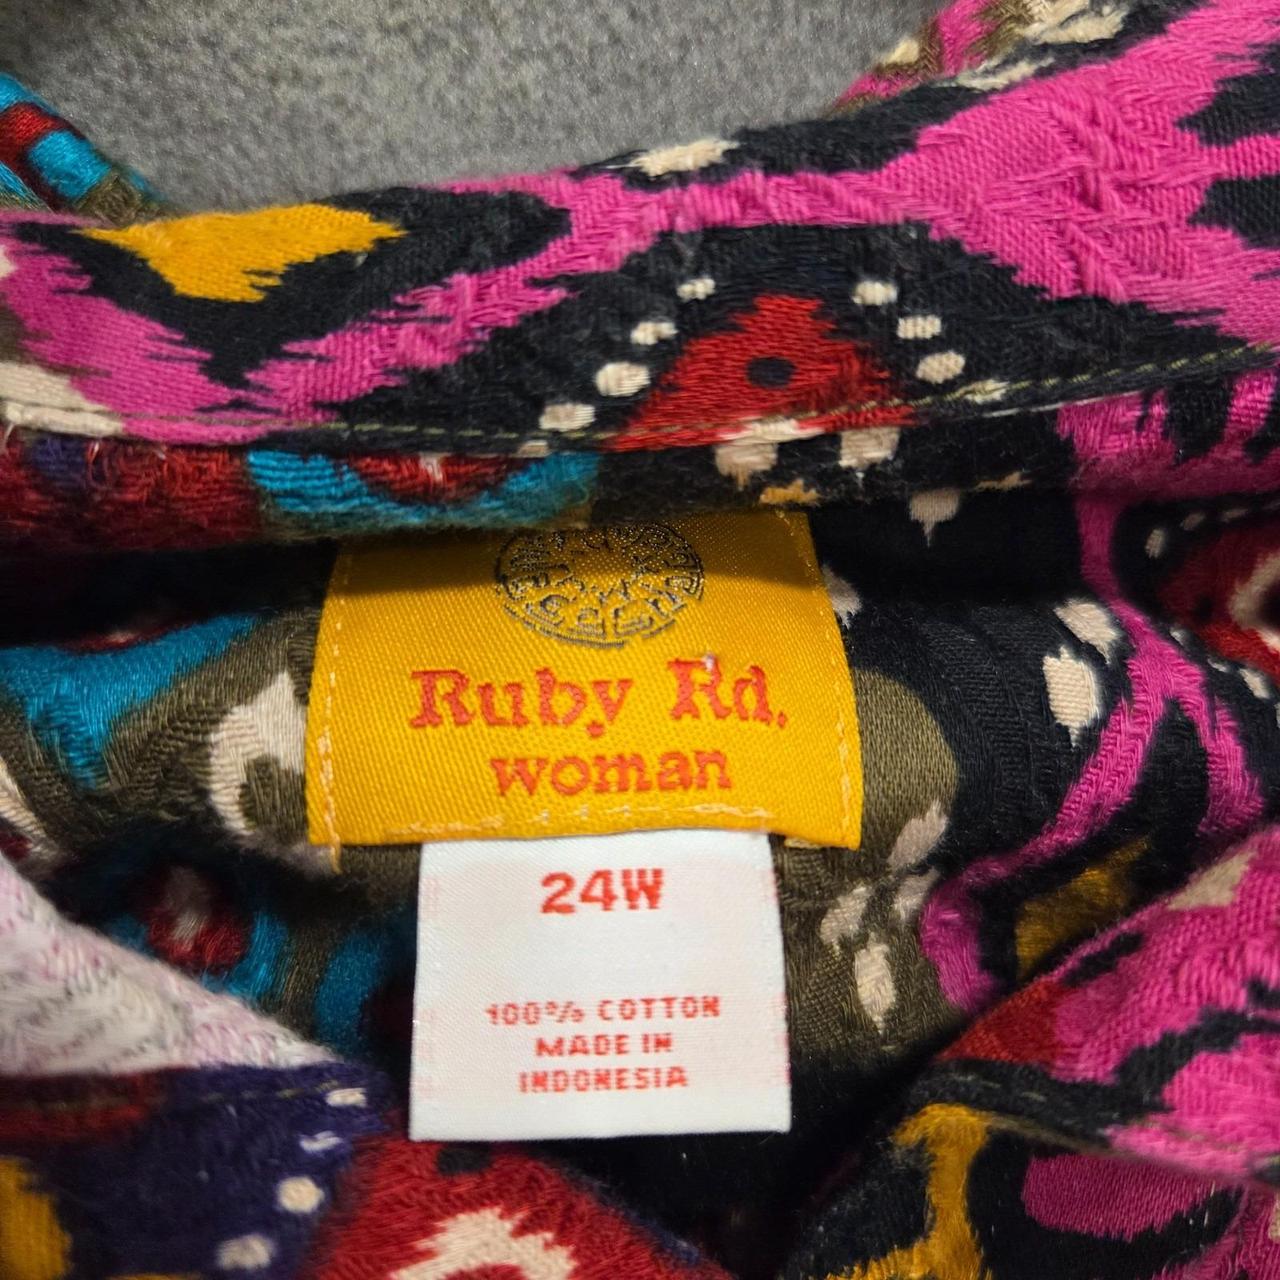 Ruby Rd.
woman
24W
100% COTTON
MADE IN
INDONESIA